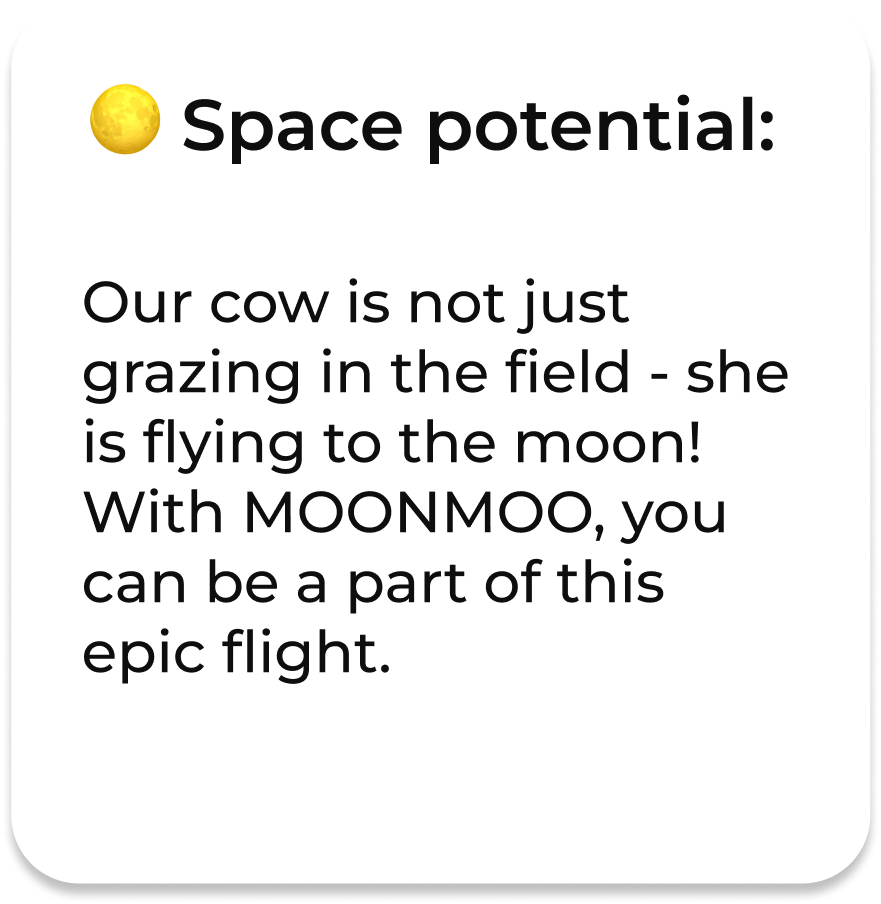 Space potential:
Our cow is not just
grazing in the field - she
is flying to the moon!
With MOONMOO, you
can be a part of this
epic flight.